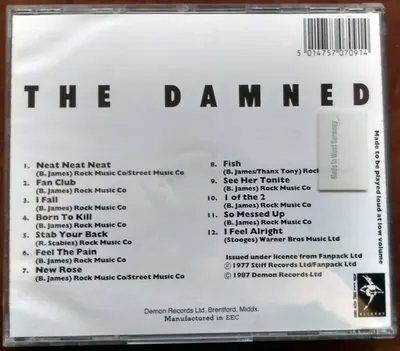 5 014757 070914
THE DAMNED
1. Neat Neat Neat
(B. James) Rock Music Co/Street Music Co
2. Fan Club
(B. James) Rock Music Co
3. I Fall
(B. James) Rock Music Co
4. Born To Kill
(B. James) Rock Music Co
5. Stab Your Back
(R. Scabies) Rock Music Co
6. Feel The Pain
(B. James) Rock Music Co
7. New Rose
(B. James) Rock Music Co/Street Music Co
8. Fish
(B. James/Thanx Tony) Rock
9. See Her Tonite
(B. James) Rock Music Co
10. 1 of the 2
(B. James) Rock Music Co
11. So Messed Up
(B. James) Rock Music Co
12. I Feel Alright
(Stooges) Warner Bros Music Ltd
Issued under licence from Fanpack Ltd
Ⓟ 1977 Stiff Records Ltd/Fanpack Ltd
© 1987 Demon Records Ltd
Demon Records Ltd, Brentford, Middx.
Manufactured in EEC
Made in West Germany
Made to be played loud at low volume
DEMON
RECORDS